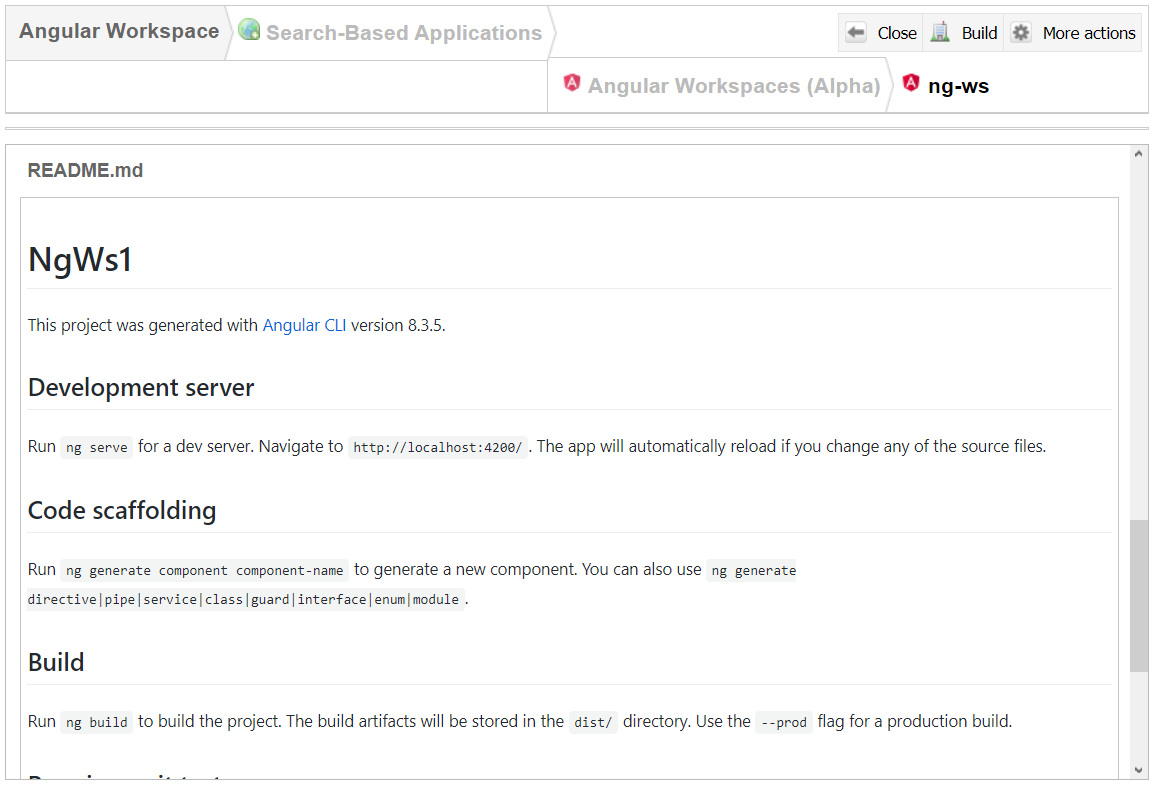 Angular Workspace Search-Based Applications Close Build More actions
Angular Workspaces (Alpha) ng-ws
README.md
NgWs1
This project was generated with Angular CLI version 8.3.5.
Development server
Run ng serve for a dev server. Navigate to http://localhost:4200/ . The app will automatically reload if you change any of the source files.
Code scaffolding
Run ng generate component component-name to generate a new component. You can also use ng generate
directive|pipe|service|class|guard|interface|enum|module .
Build
Run ng build to build the project. The build artifacts will be stored in the dist/ directory. Use the --prod flag for a production build.